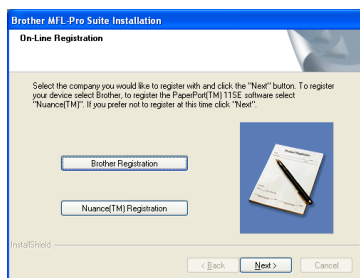 Brother MFL-Pro Suite Installation
On-Line Registration
Select the company you would like to register with and click the "Next" button. To register
your device select Brother, to register the PaperPort(TM) 11SE software select
"Nuance(TM)". If you prefer not to register at this time click "Next".
Brother Registration
Nuance(TM) Registration
InstallShield
< Back
Next >
Cancel